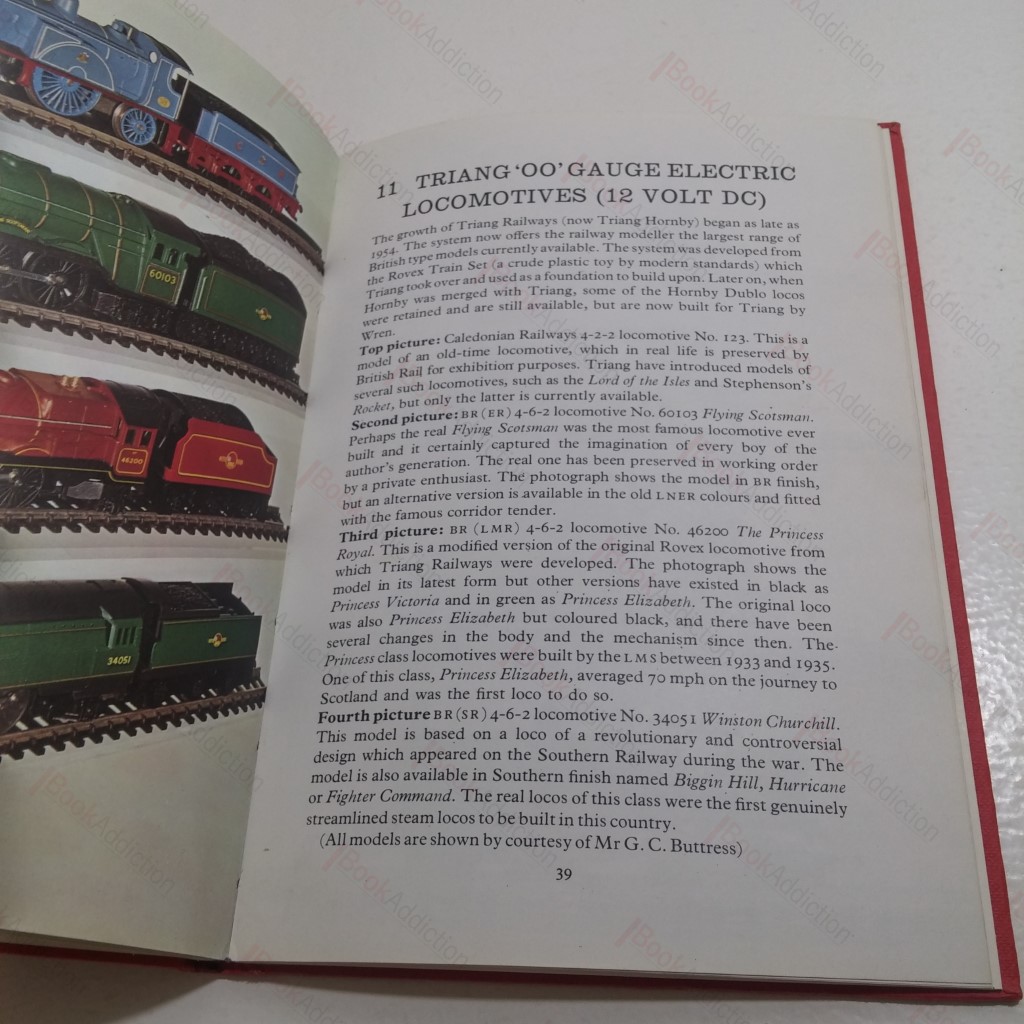 60103
46200
34051
11 TRIANG ‘OO’ GAUGE ELECTRIC
LOCOMOTIVES (12 VOLT DC)
The growth of Triang Railways (now Triang Hornby) began as late as
1954. The system now offers the railway modeller the largest range of
British type models currently available. The system was developed from
the Rovex Train Set (a crude plastic toy by modern standards) which
Triang took over and used as a foundation to build upon. Later on, when
Hornby was merged with Triang, some of the Hornby Dublo locos
were retained and are still available, but are now built for Triang by
Wren.
Top picture: Caledonian Railways 4-2-2 locomotive No. 123. This is a
model of an old-time locomotive, which in real life is preserved by
British Rail for exhibition purposes. Triang have introduced models of
several such locomotives, such as the Lord of the Isles and Stephenson's
Rocket, but only the latter is currently available.
Second picture: BR (ER) 4-6-2 locomotive No. 60103 Flying Scotsman.
Perhaps the real Flying Scotsman was the most famous locomotive ever
built and it certainly captured the imagination of every boy of the
author's generation. The real one has been preserved in working order
by a private enthusiast. The photograph shows the model in BR finish,
but an alternative version is available in the old LNER colours and fitted
with the famous corridor tender.
Third picture: BR (LMR) 4-6-2 locomotive No. 46200 The Princess
Royal. This is a modified version of the original Rovex locomotive from
which Triang Railways were developed. The photograph shows the
model in its latest form but other versions have existed in black as
Princess Victoria and in green as Princess Elizabeth. The original loco
was also Princess Elizabeth but coloured black, and there have been
several changes in the body and the mechanism since then. The
Princess class locomotives were built by the LMS between 1933 and 1935.
One of this class, Princess Elizabeth, averaged 70 mph on the journey to
Scotland and was the first loco to do so.
Fourth picture BR (SR) 4-6-2 locomotive No. 34051 Winston Churchill.
This model is based on a loco of a revolutionary and controversial
design which appeared on the Southern Railway during the war. The
model is also available in Southern finish named Biggin Hill, Hurricane
or Fighter Command. The real locos of this class were the first genuinely
streamlined steam locos to be built in this country.
(All models are shown by courtesy of Mr G. C. Buttress)
39
BookAddiction